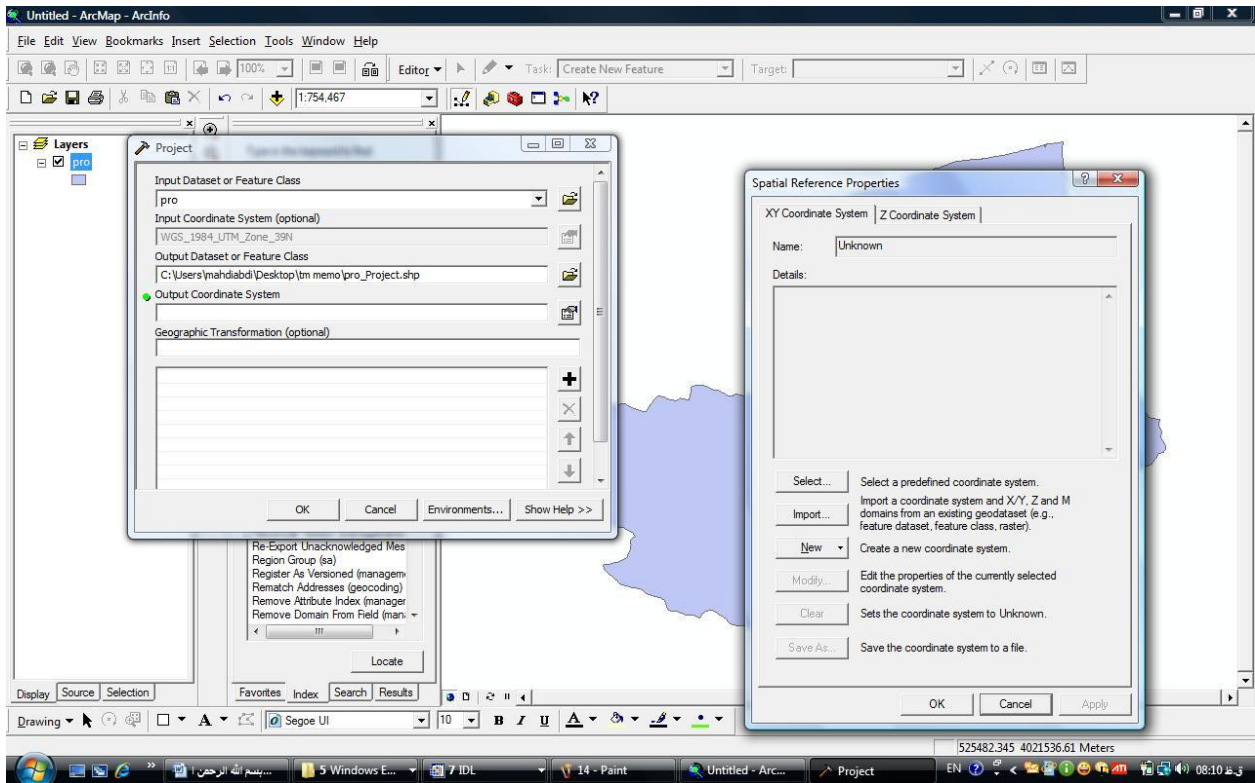 Untitled - ArcMap - ArcInfo
File Edit View Bookmarks Insert Selection Tools Window Help
100% Editor Task: Create New Feature Target:
1:754,467
Layers
pro
Project
Input Dataset or Feature Class
pro
Input Coordinate System (optional)
WGS_1984_UTM_Zone_39N
Output Dataset or Feature Class
C:\Users\mahdiabdi\Desktop\tm memo\pro_Project.shp
Output Coordinate System
Geographic Transformation (optional)
OK Cancel Environments... Show Help >>
Re-Export Unacknowledged Mes
Region Group (sa)
Register As Versioned (managem
Rematch Addresses (geocoding)
Remove Attribute Index (manager
Remove Domain From Field (man
Locate
Display Source Selection
Favorites Index Search Results
Spatial Reference Properties
XY Coordinate System Z Coordinate System
Name: Unknown
Details:
Select... Select a predefined coordinate system.
Import... Import a coordinate system and X/Y, Z and M
domains from an existing geodataset (e.g.,
feature dataset, feature class, raster).
New Create a new coordinate system.
Modify... Edit the properties of the currently selected
coordinate system.
Clear Sets the coordinate system to Unknown.
Save As... Save the coordinate system to a file.
OK Cancel Apply
Drawing A Segoe UI 10 B I U A
525482.345 4021536.61 Meters
بسم الله الرحمن ا... 5 Windows E... 7 IDL 14 - Paint Untitled - Arc... Project EN 08:10 ق.ظ